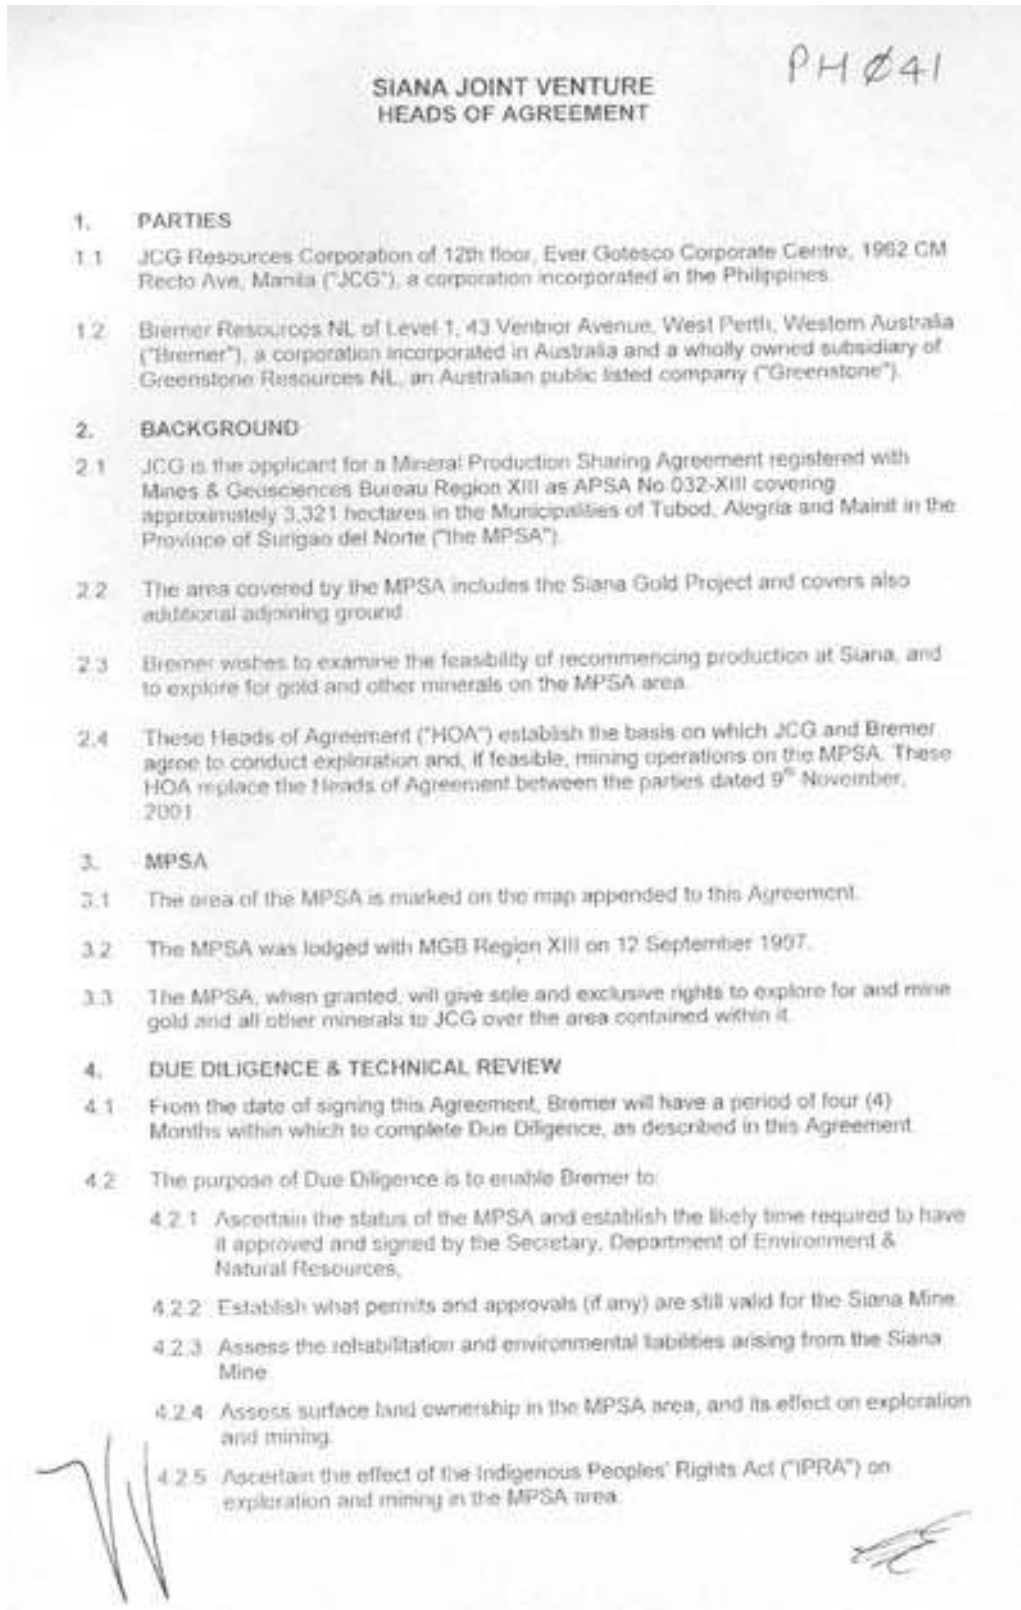 PHØ41
SIANA JOINT VENTURE
HEADS OF AGREEMENT
1. PARTIES
1.1 JCG Resources Corporation of 12th floor, Ever Gotesco Corporate Centre, 1962 CM
Recto Ave, Manila ("JCG"), a corporation incorporated in the Philippines.
1.2 Bremer Resources NL of Level 1, 43 Ventnor Avenue, West Perth, Western Australia
("Bremer"), a corporation incorporated in Australia and a wholly owned subsidiary of
Greenstone Resources NL, an Australian public listed company ("Greenstone").
2. BACKGROUND
2.1 JCG is the applicant for a Mineral Production Sharing Agreement registered with
Mines & Geosciences Bureau Region XIII as APSA No 032-XIII covering
approximately 3,321 hectares in the Municipalities of Tubod, Alegria and Mainit in the
Province of Surigao del Norte ("the MPSA").
2.2 The area covered by the MPSA includes the Siana Gold Project and covers also
additional adjoining ground.
2.3 Bremer wishes to examine the feasibility of recommencing production at Siana, and
to explore for gold and other minerals on the MPSA area.
2.4 These Heads of Agreement ("HOA") establish the basis on which JCG and Bremer
agree to conduct exploration and, if feasible, mining operations on the MPSA. These
HOA replace the Heads of Agreement between the parties dated 9th November,
2001.
3. MPSA
3.1 The area of the MPSA is marked on the map appended to this Agreement.
3.2 The MPSA was lodged with MGB Region XIII on 12 September 1997.
3.3 The MPSA, when granted, will give sole and exclusive rights to explore for and mine
gold and all other minerals to JCG over the area contained within it.
4. DUE DILIGENCE & TECHNICAL REVIEW
4.1 From the date of signing this Agreement, Bremer will have a period of four (4)
Months within which to complete Due Diligence, as described in this Agreement.
4.2 The purpose of Due Diligence is to enable Bremer to:
4.2.1 Ascertain the status of the MPSA and establish the likely time required to have
it approved and signed by the Secretary, Department of Environment &
Natural Resources,
4.2.2 Establish what permits and approvals (if any) are still valid for the Siana Mine.
4.2.3 Assess the rehabilitation and environmental liabilities arising from the Siana
Mine.
4.2.4 Assess surface land ownership in the MPSA area, and its effect on exploration
and mining.
4.2.5 Ascertain the effect of the Indigenous Peoples' Rights Act ("IPRA") on
exploration and mining in the MPSA area.